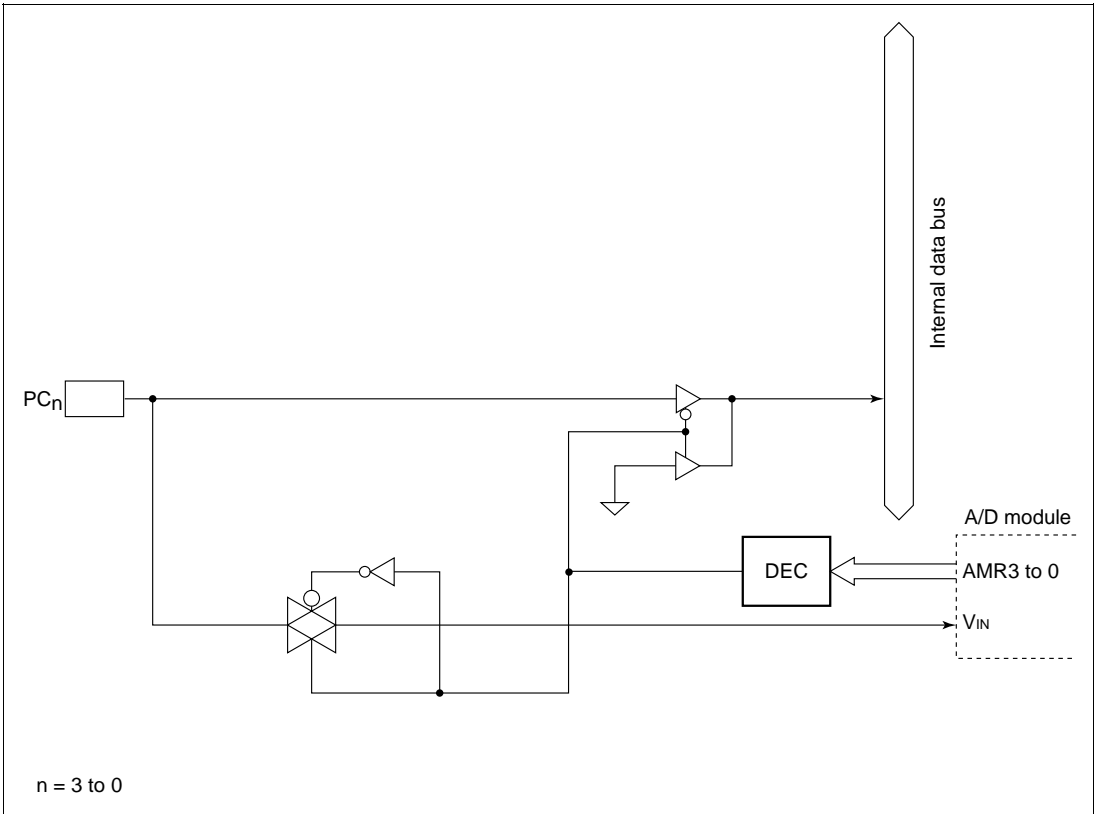 Internal data bus
PCn
A/D module
DEC
AMR3 to 0
VIN
n = 3 to 0